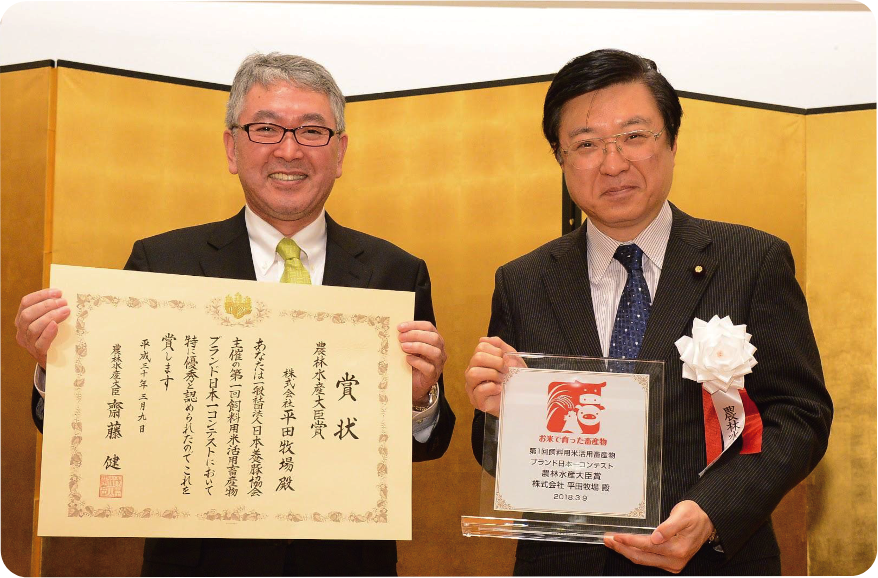 賞状
農林水産大臣賞
株式会社 平田牧場 殿
あなたは一般社団法人日本養豚協会
主催の第一回飼料用米活用畜産物
ブランド日本一コンテストにおいて
特に優秀と認められたのでこれを
賞します
平成三十年三月九日
農林水産大臣 齋藤 健
お米で育った畜産物
第1回飼料用米活用畜産物
ブランド日本一コンテスト
農林水産大臣賞
株式会社 平田牧場 殿
2018.3.9
農林